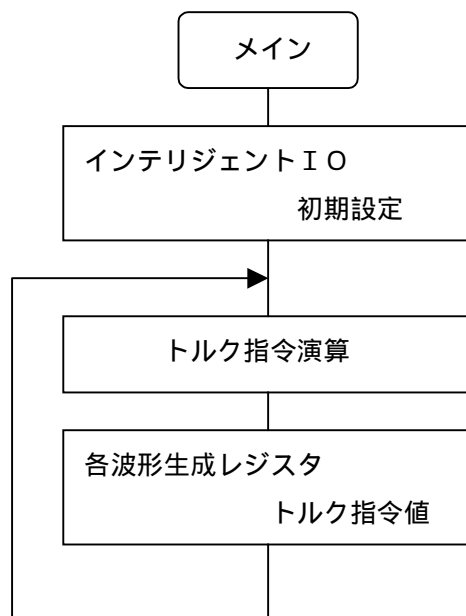 メイン
インテリジェントＩＯ
初期設定
トルク指令演算
各波形生成レジスタ
トルク指令値